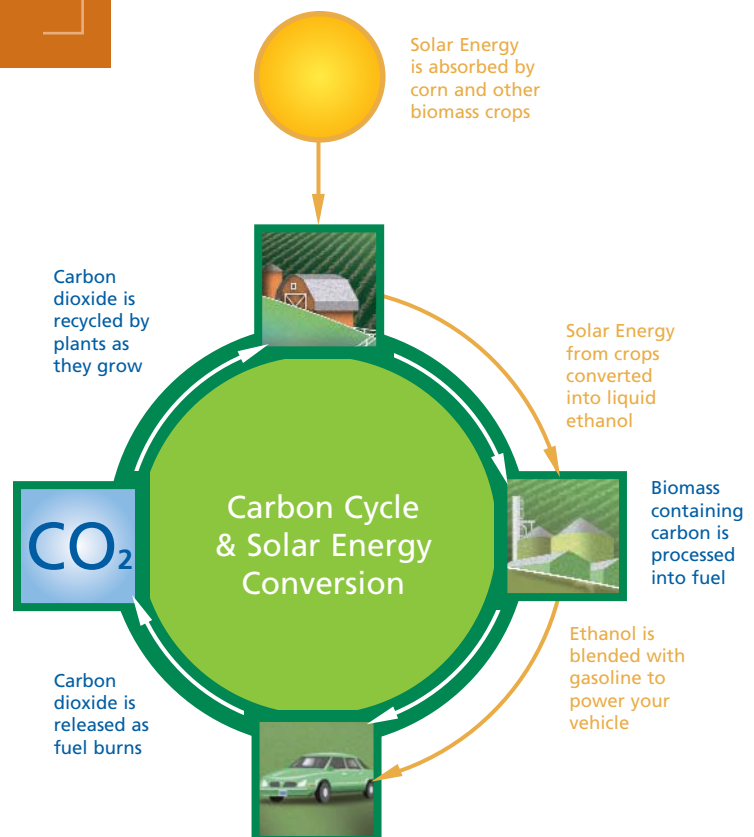 Solar Energy
is absorbed by
corn and other
biomass crops
Carbon
dioxide is
recycled by
plants as
they grow
Solar Energy
from crops
converted
into liquid
ethanol
Carbon Cycle
& Solar Energy
Conversion
CO₂
Biomass
containing
carbon is
processed
into fuel
Ethanol is
blended with
gasoline to
power your
vehicle
Carbon
dioxide is
released as
fuel burns